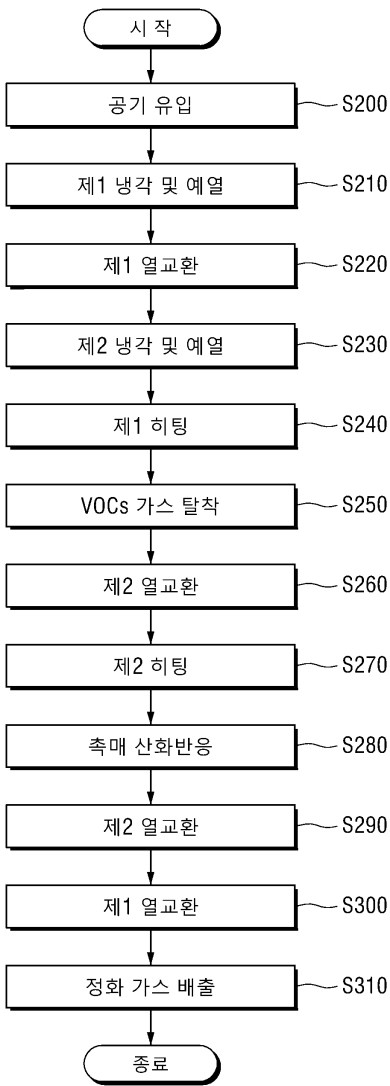 시 작
공기 유입
S200
제1 냉각 및 예열
S210
제1 열교환
S220
제2 냉각 및 예열
S230
제1 히팅
S240
VOCs 가스 탈착
S250
제2 열교환
S260
제2 히팅
S270
촉매 산화반응
S280
제2 열교환
S290
제1 열교환
S300
정화 가스 배출
S310
종료